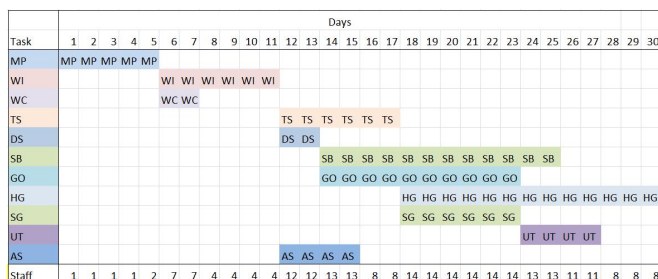 Days
Task 1 2 3 4 5 6 7 8 9 10 11 12 13 14 15 16 17 18 19 20 21 22 23 24 25 26 27 28 29 30
MP MP MP MP MP MP
WI WI WI WI WI WI WI
WC WC WC
TS TS TS TS TS TS TS
DS DS DS
SB SB SB SB SB SB SB SB SB SB SB SB SB
GO GO GO GO GO GO GO GO GO GO GO
HG HG HG HG HG HG HG HG HG HG HG HG HG HG
SG SG SG SG SG SG SG
UT UT UT UT UT
AS AS AS AS AS
Staff 1 1 1 1 2 7 7 4 4 4 4 12 12 13 13 8 8 14 14 14 14 14 14 13 13 11 11 8 8 8